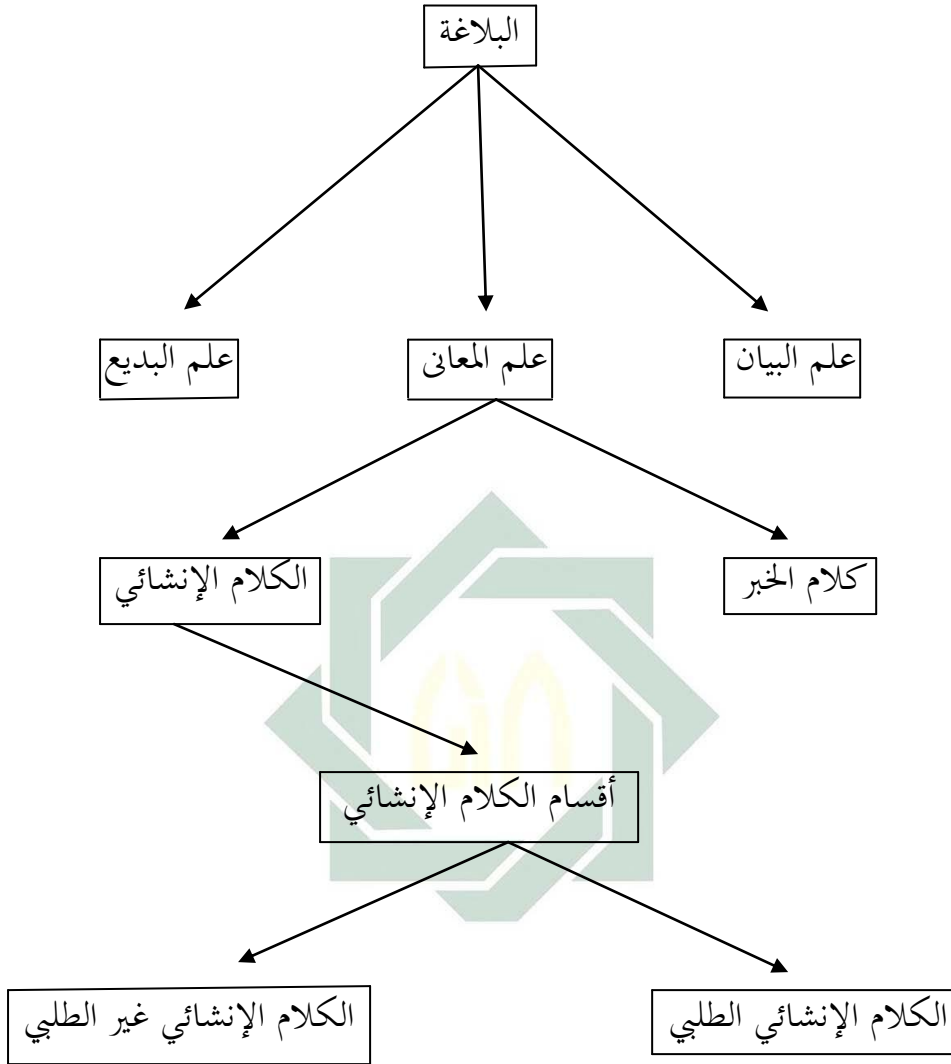 البلاغة
علم البيان
علم المعانى
علم البديع
كلام الخبر
الكلام الإنشائي
أقسام الكلام الإنشائي
الكلام الإنشائي الطلبي
الكلام الإنشائي غير الطلبي